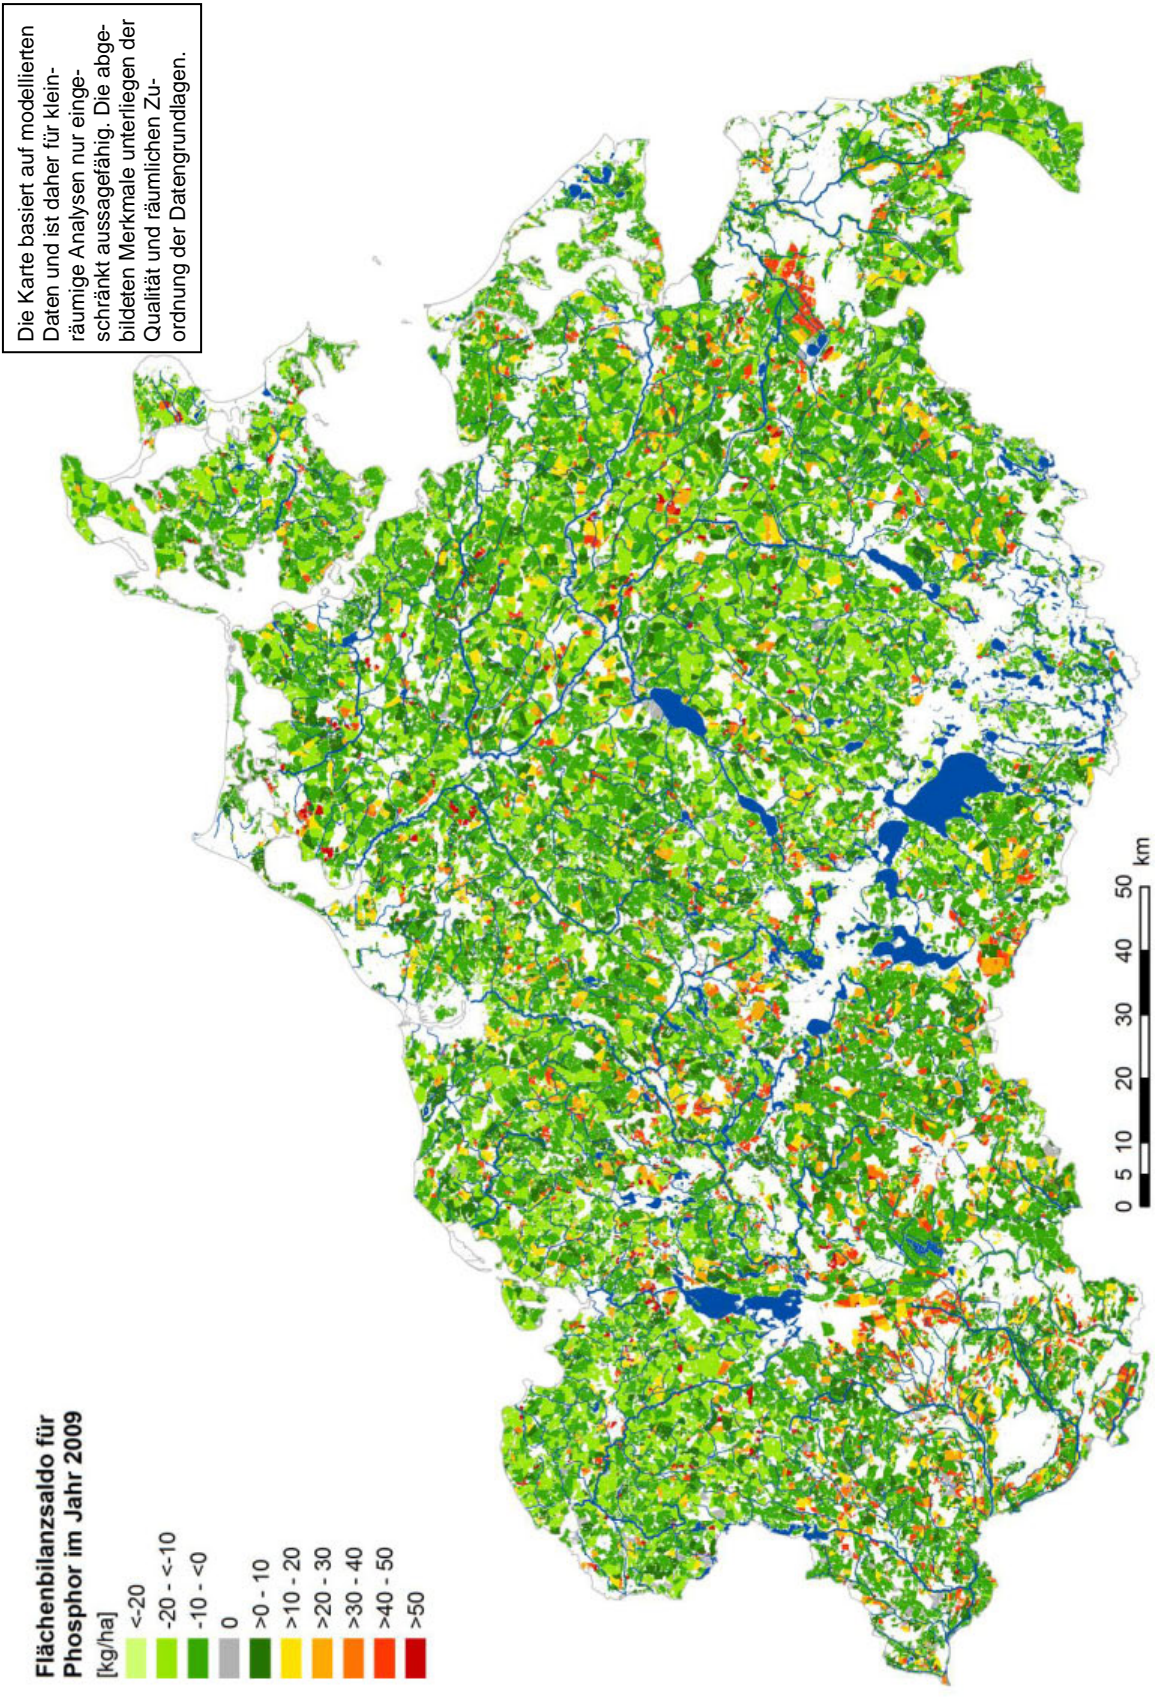 Die Karte basiert auf modellierten
Daten und ist daher für klein-
räumige Analysen nur einge-
schränkt aussagefähig. Die abge-
bildeten Merkmale unterliegen der
Qualität und räumlichen Zu-
ordnung der Datengrundlagen.
Flächenbilanzsaldo für
Phosphor im Jahr 2009
[kg/ha]
<-20
-20 - <-10
-10 - <0
0
>0 - 10
>10 - 20
>20 - 30
>30 - 40
>40 - 50
>50
0 5 10 20 30 40 50 km